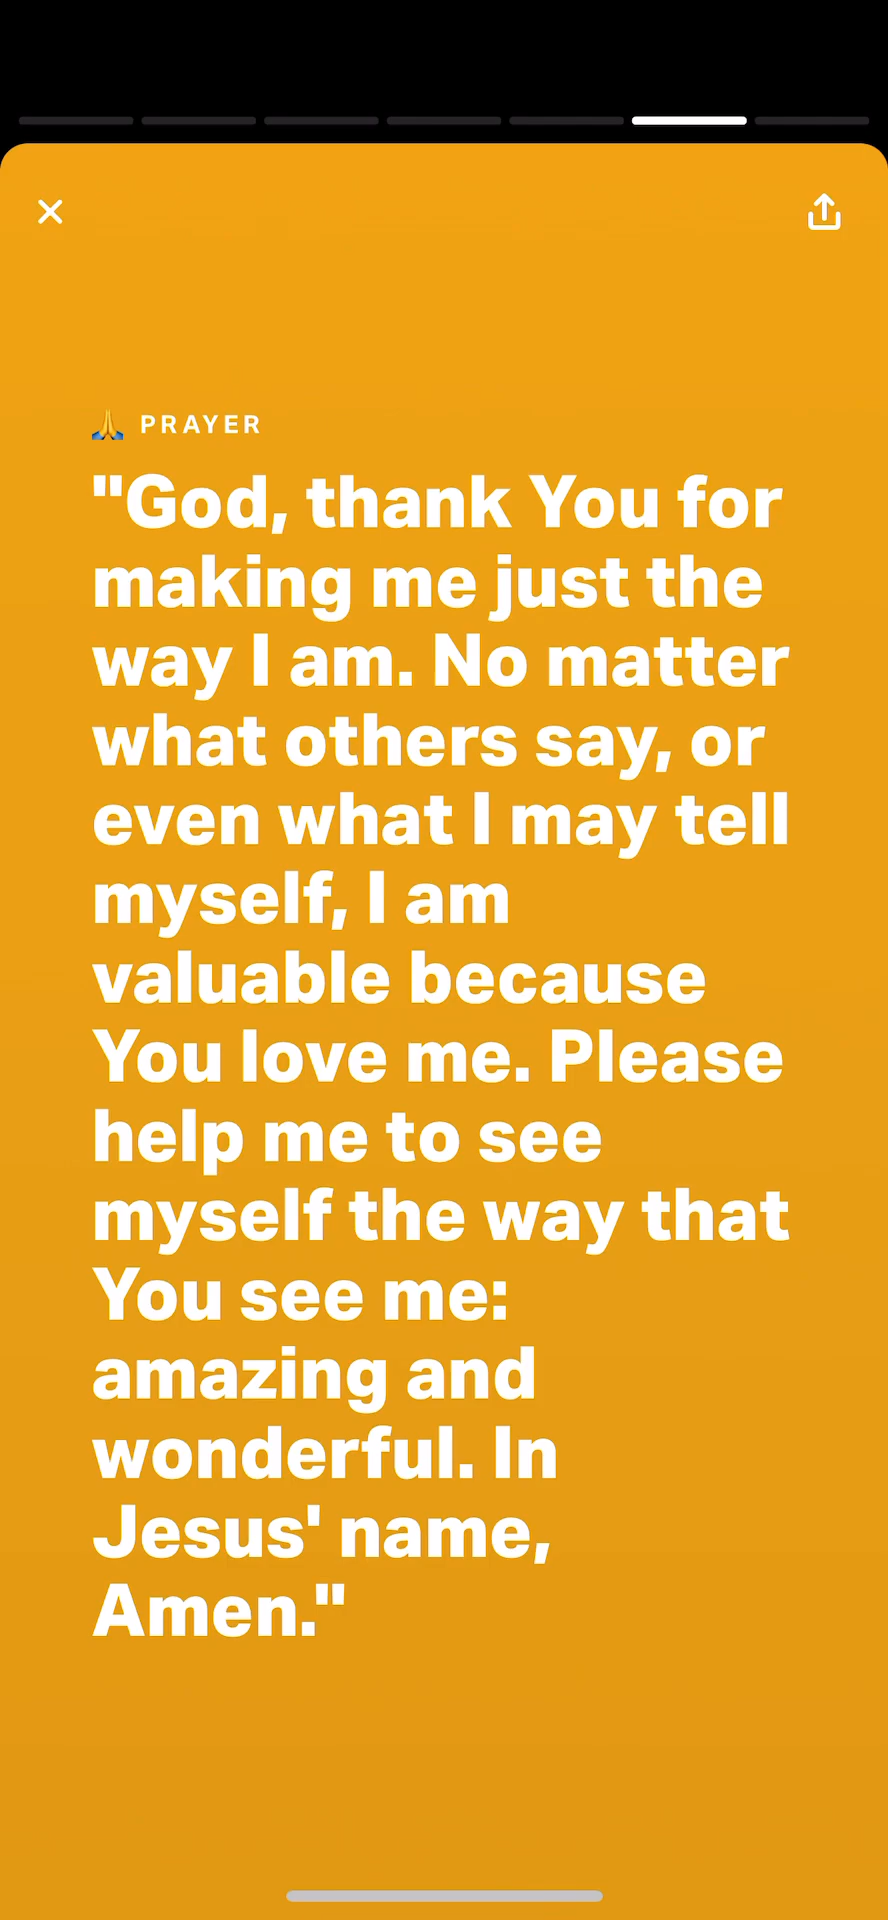 🙏 PRAYER
"God, thank You for
making me just the
way I am. No matter
what others say, or
even what I may tell
myself, I am
valuable because
You love me. Please
help me to see
myself the way that
You see me:
amazing and
wonderful. In
Jesus' name,
Amen."